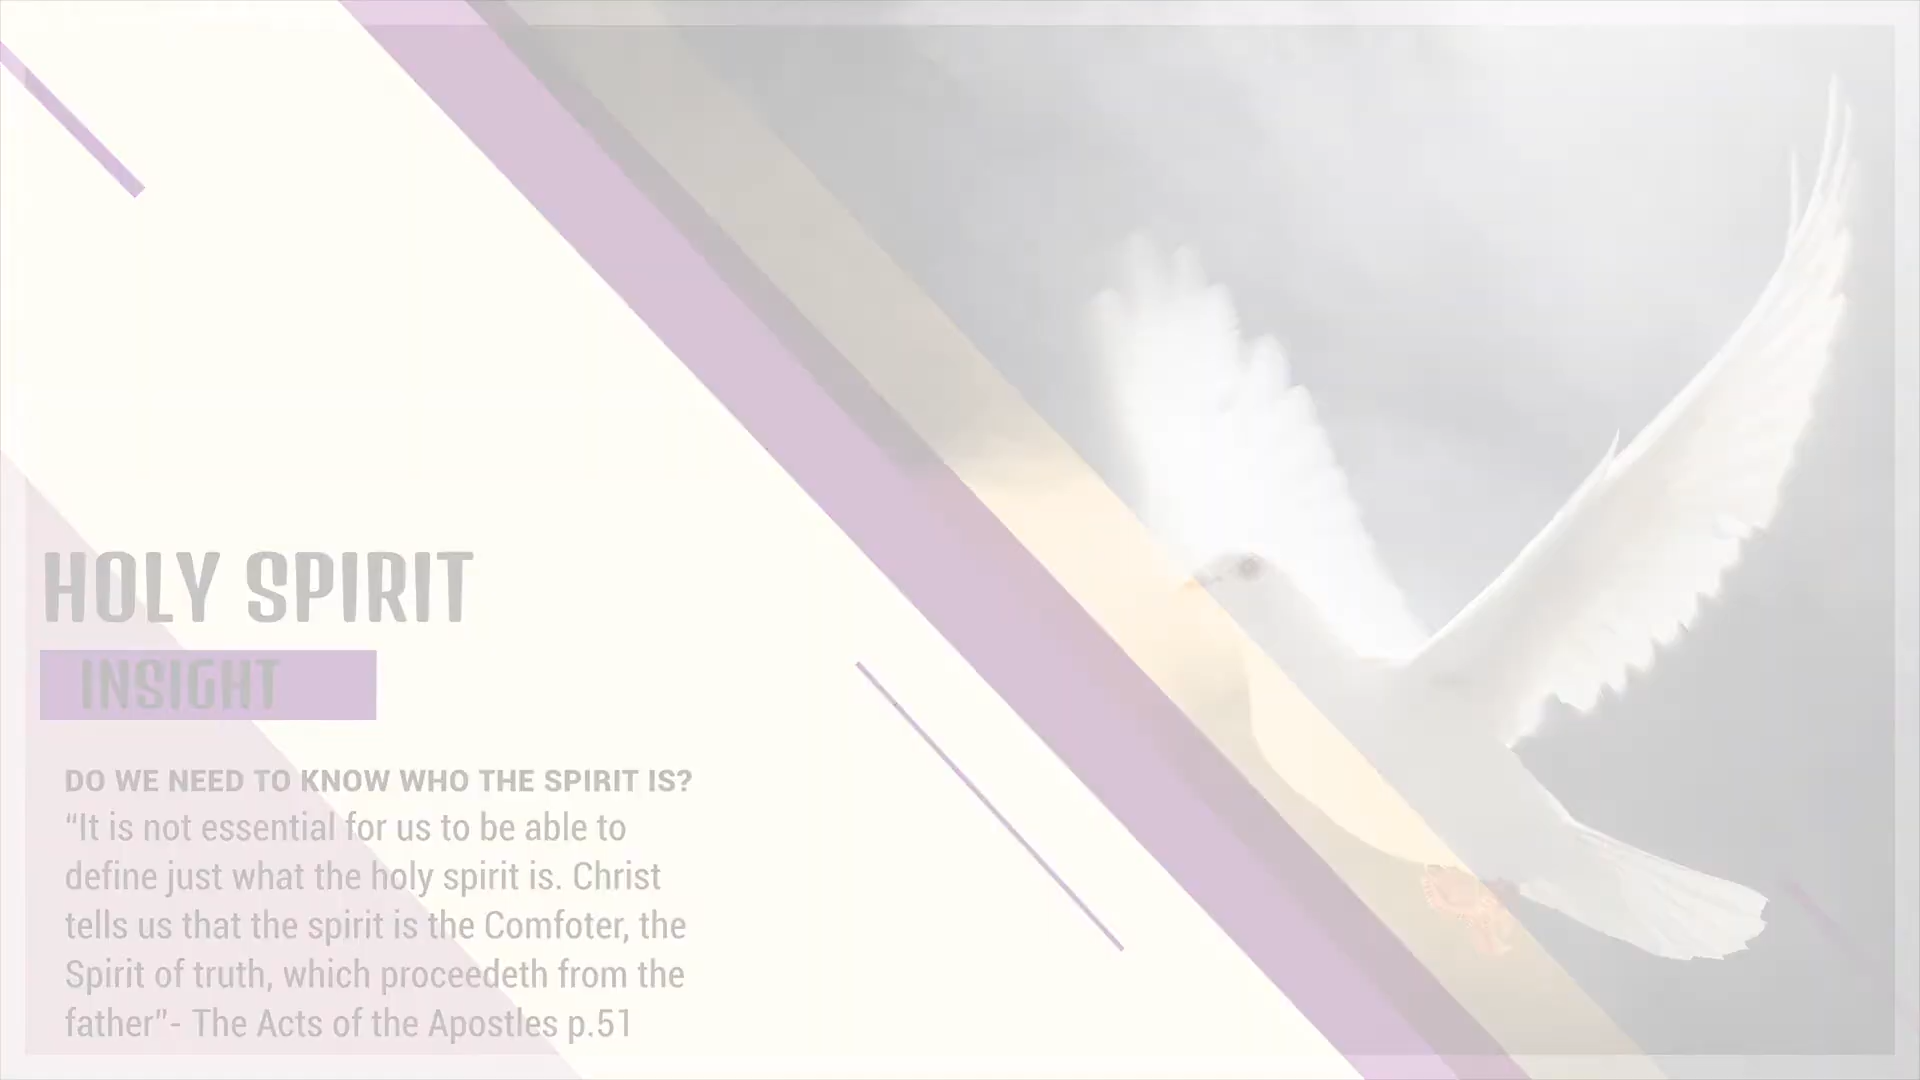 HOLY SPIRIT
INSIGHT
DO WE NEED TO KNOW WHO THE SPIRIT IS?
“It is not essential for us to be able to
define just what the holy spirit is. Christ
tells us that the spirit is the Comfoter, the
Spirit of truth, which proceedeth from the
father”- The Acts of the Apostles p.51